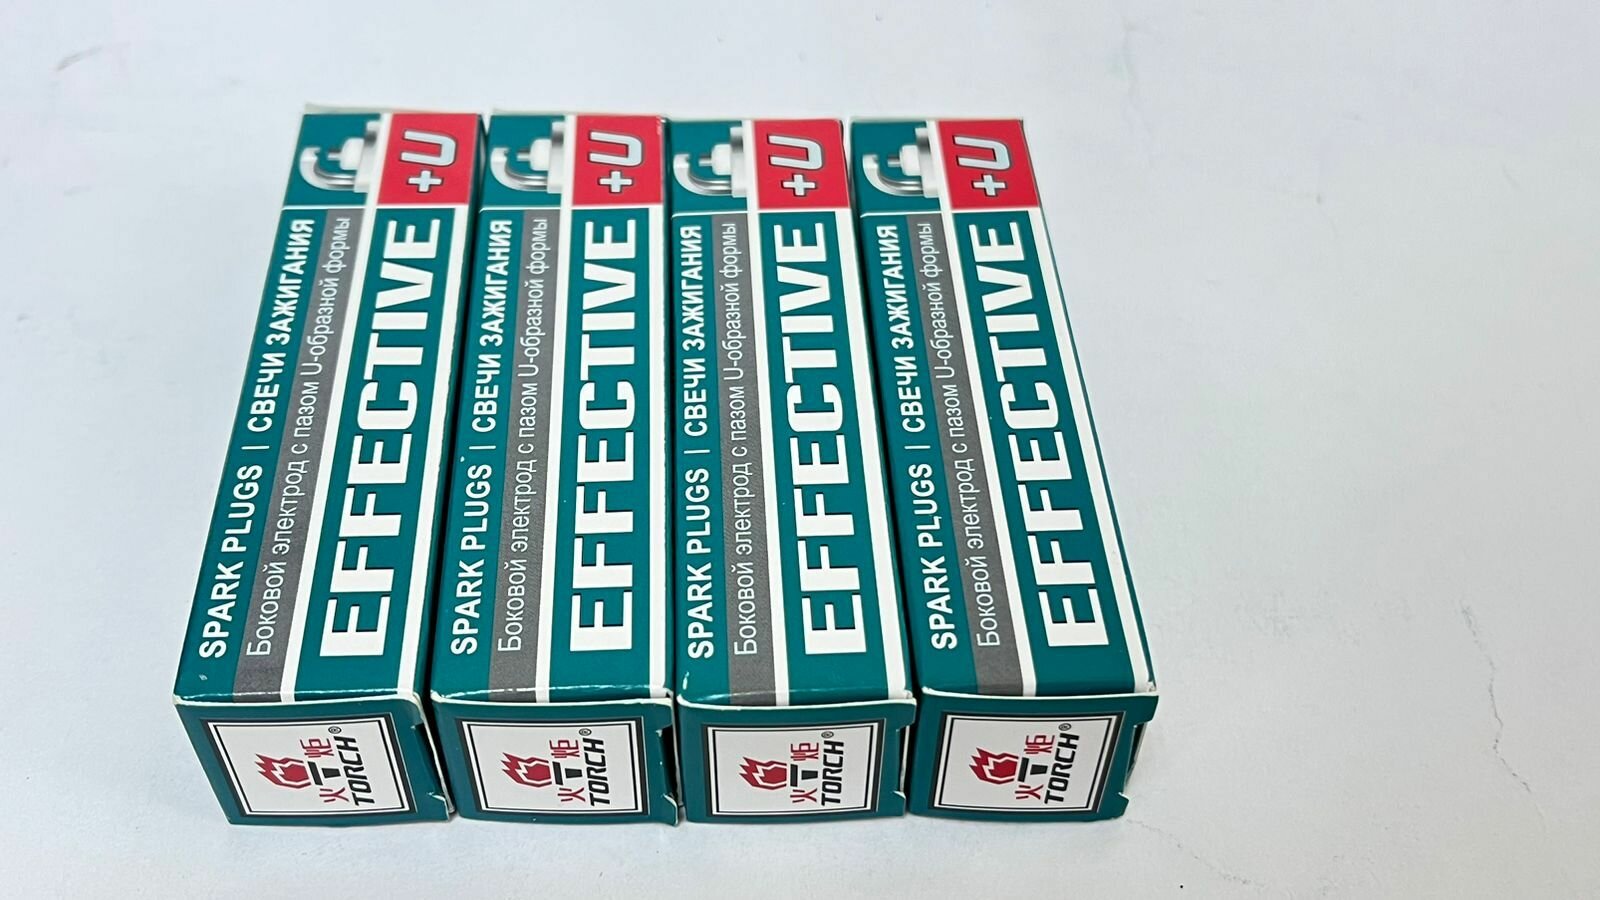 SPARK PLUGS | СВЕЧИ ЗАЖИГАНИЯ
Боковой электрод с пазом U-образной формы
EFFECTIVE +U
火炬
TORCH®
SPARK PLUGS | СВЕЧИ ЗАЖИГАНИЯ
Боковой электрод с пазом U-образной формы
EFFECTIVE +U
火炬
TORCH®
SPARK PLUGS | СВЕЧИ ЗАЖИГАНИЯ
Боковой электрод с пазом U-образной формы
EFFECTIVE +U
火炬
TORCH®
SPARK PLUGS | СВЕЧИ ЗАЖИГАНИЯ
Боковой электрод с пазом U-образной формы
EFFECTIVE +U
火炬
TORCH®